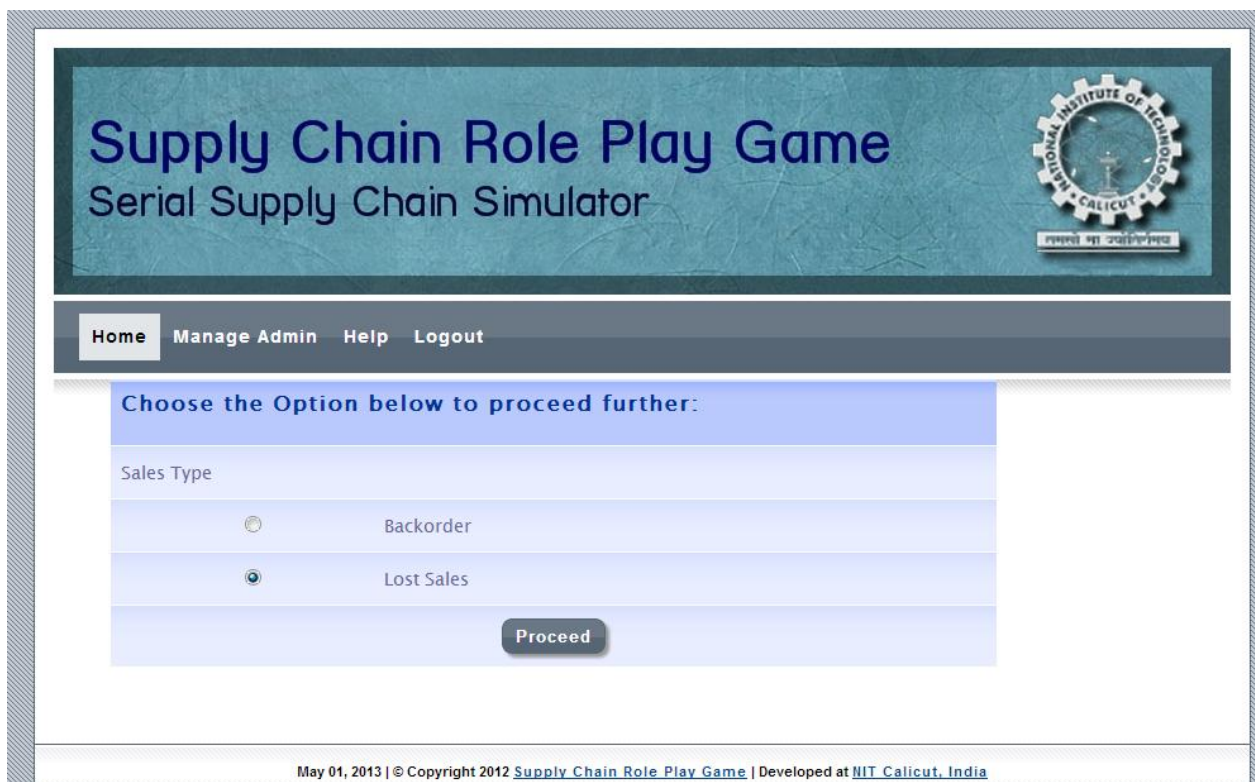 Supply Chain Role Play Game
Serial Supply Chain Simulator
NATIONAL INSTITUTE OF TECHNOLOGY
CALICUT
तमसो मा ज्योतिर्गमय
Home Manage Admin Help Logout
Choose the Option below to proceed further:
Sales Type
Backorder
Lost Sales
Proceed
May 01, 2013 | © Copyright 2012 Supply Chain Role Play Game | Developed at NIT Calicut, India